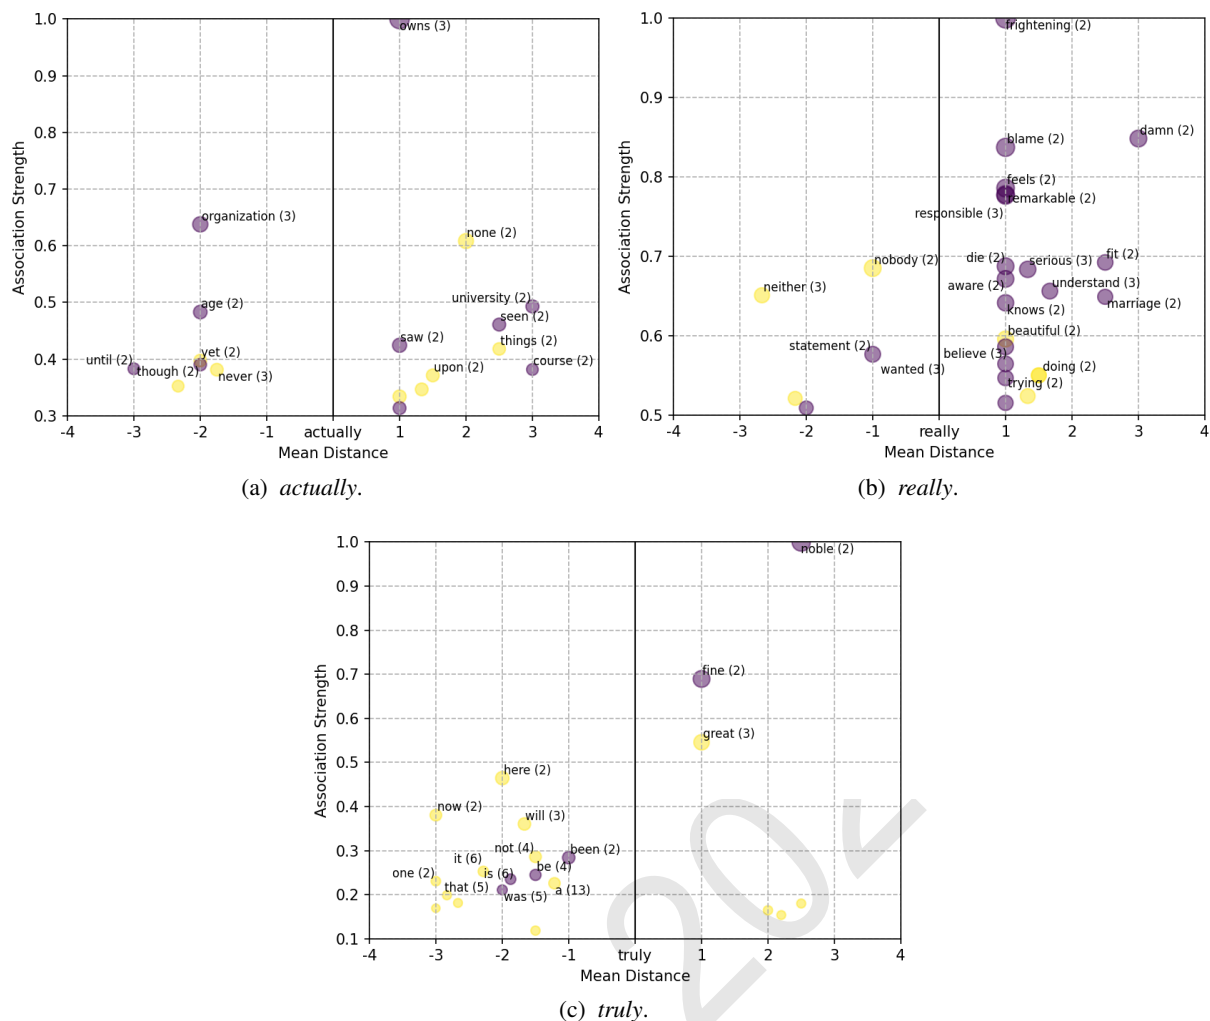 1.0
0.9
0.8
0.7
0.6
0.5
0.4
0.3
Association Strength
owns (3)
organization (3)
none (2)
age (2)
university (2)
seen (2)
saw (2)
things (2)
yet (2)
until (2)
though (2)
never (3)
upon (2)
course (2)
-4 -3 -2 -1 actually 1 2 3 4
Mean Distance
(a) actually.
1.0
0.9
0.8
0.7
0.6
0.5
Association Strength
frightening (2)
damn (2)
blame (2)
feels (2)
remarkable (2)
responsible (3)
nobody (2)
die (2)
serious (3)
fit (2)
neither (3)
aware (2)
understand (3)
knows (2)
marriage (2)
beautiful (2)
statement (2)
believe (3)
wanted (3)
doing (2)
trying (2)
-4 -3 -2 -1 really 1 2 3 4
Mean Distance
(b) really.
1.0
0.9
0.8
0.7
0.6
0.5
0.4
0.3
0.2
0.1
Association Strength
noble (2)
fine (2)
great (3)
here (2)
now (2)
will (3)
not (4)
been (2)
it (6)
be (4)
one (2)
is (6)
that (5)
was (5)
a (13)
-4 -3 -2 -1 truly 1 2 3 4
Mean Distance
(c) truly.